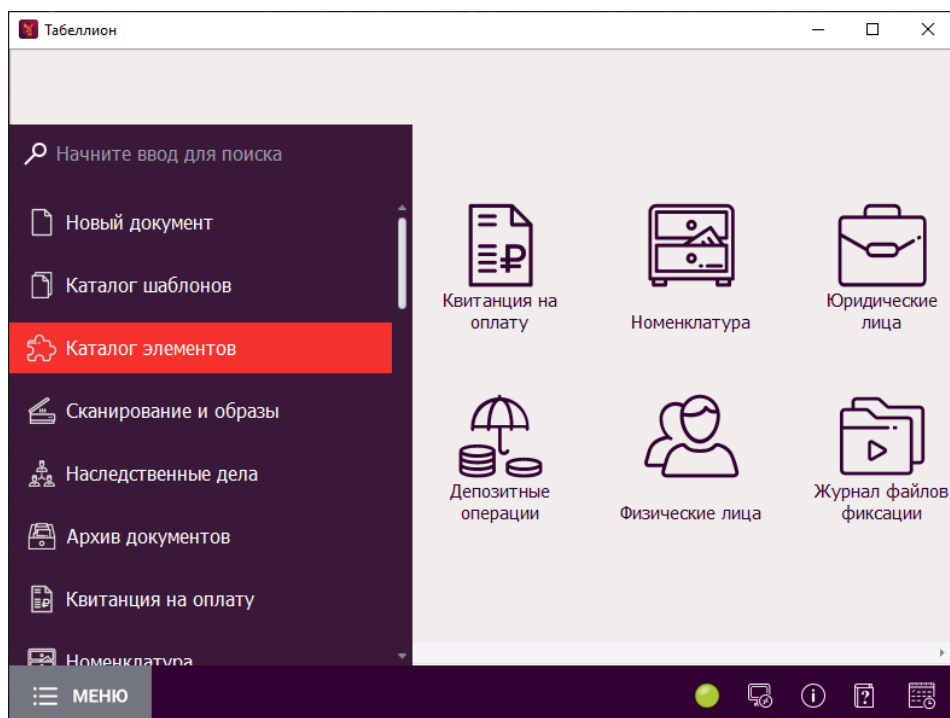 Табеллион
Начните ввод для поиска
Новый документ
Каталог шаблонов
Каталог элементов
Сканирование и образы
Наследственные дела
Архив документов
Квитанция на оплату
Номенклатура
МЕНЮ
Квитанция на
оплату
Номенклатура
Юридические
лица
Депозитные
операции
Физические лица
Журнал файлов
фиксации